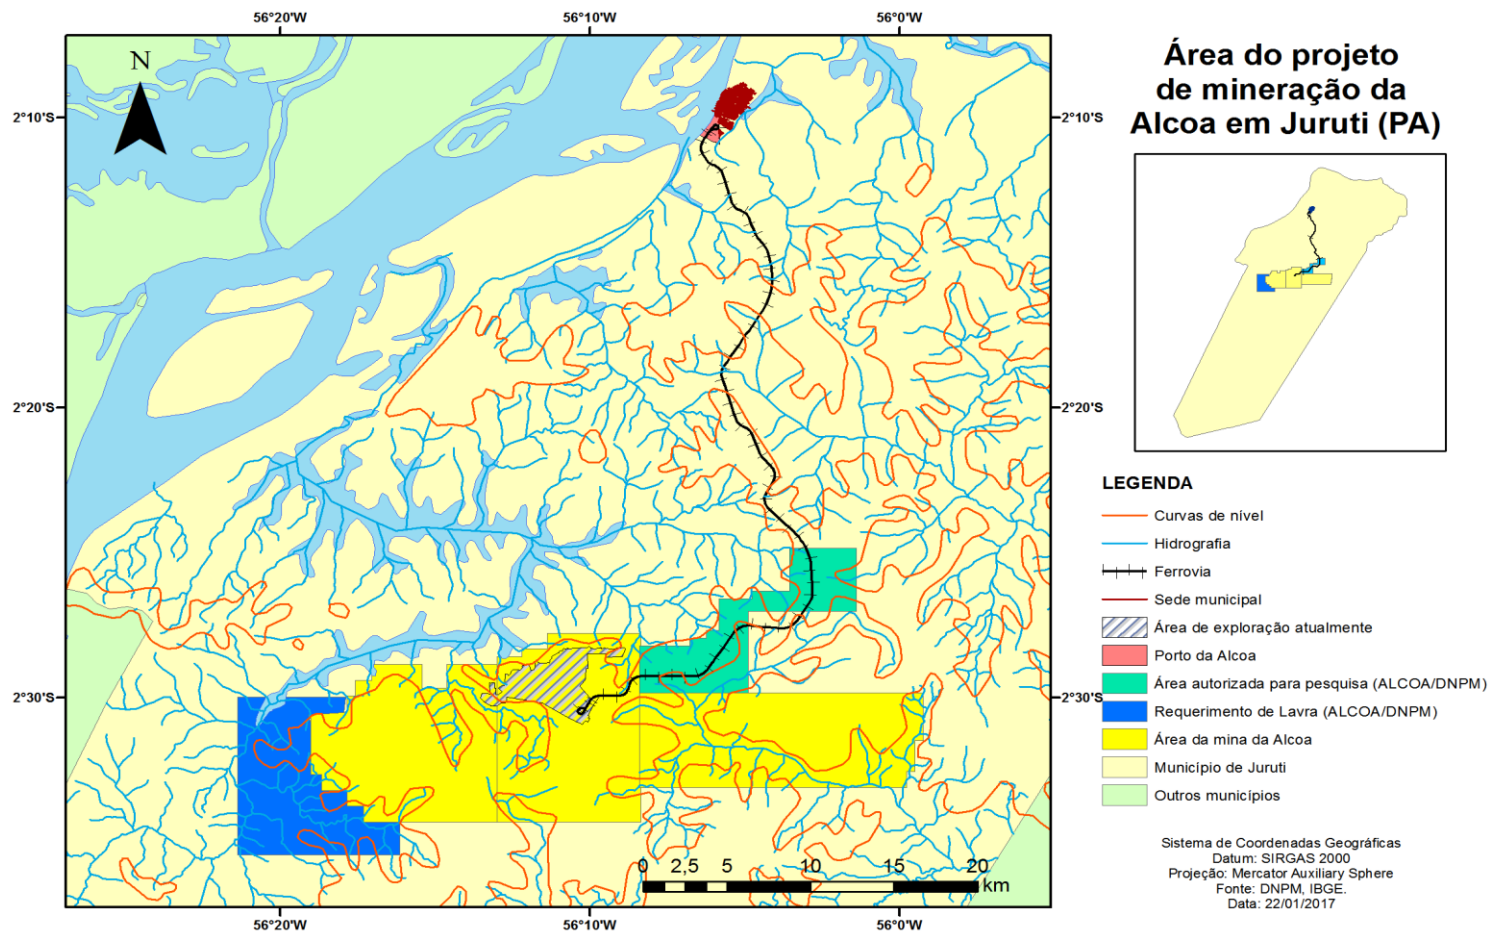 56°20'W
56°10'W
56°0'W
N
2°10'S
2°10'S
2°20'S
2°20'S
2°30'S
2°30'S
0 2,5 5 10 15 20
km
56°20'W
56°10'W
56°0'W
Área do projeto
de mineração da
Alcoa em Juruti (PA)
LEGENDA
Curvas de nível
Hidrografia
Ferrovia
Sede municipal
Área de exploração atualmente
Porto da Alcoa
Área autorizada para pesquisa (ALCOA/DNPM)
Requerimento de Lavra (ALCOA/DNPM)
Área da mina da Alcoa
Município de Juruti
Outros municípios
Sistema de Coordenadas Geográficas
Datum: SIRGAS 2000
Projeção: Mercator Auxiliary Sphere
Fonte: DNPM, IBGE.
Data: 22/01/2017